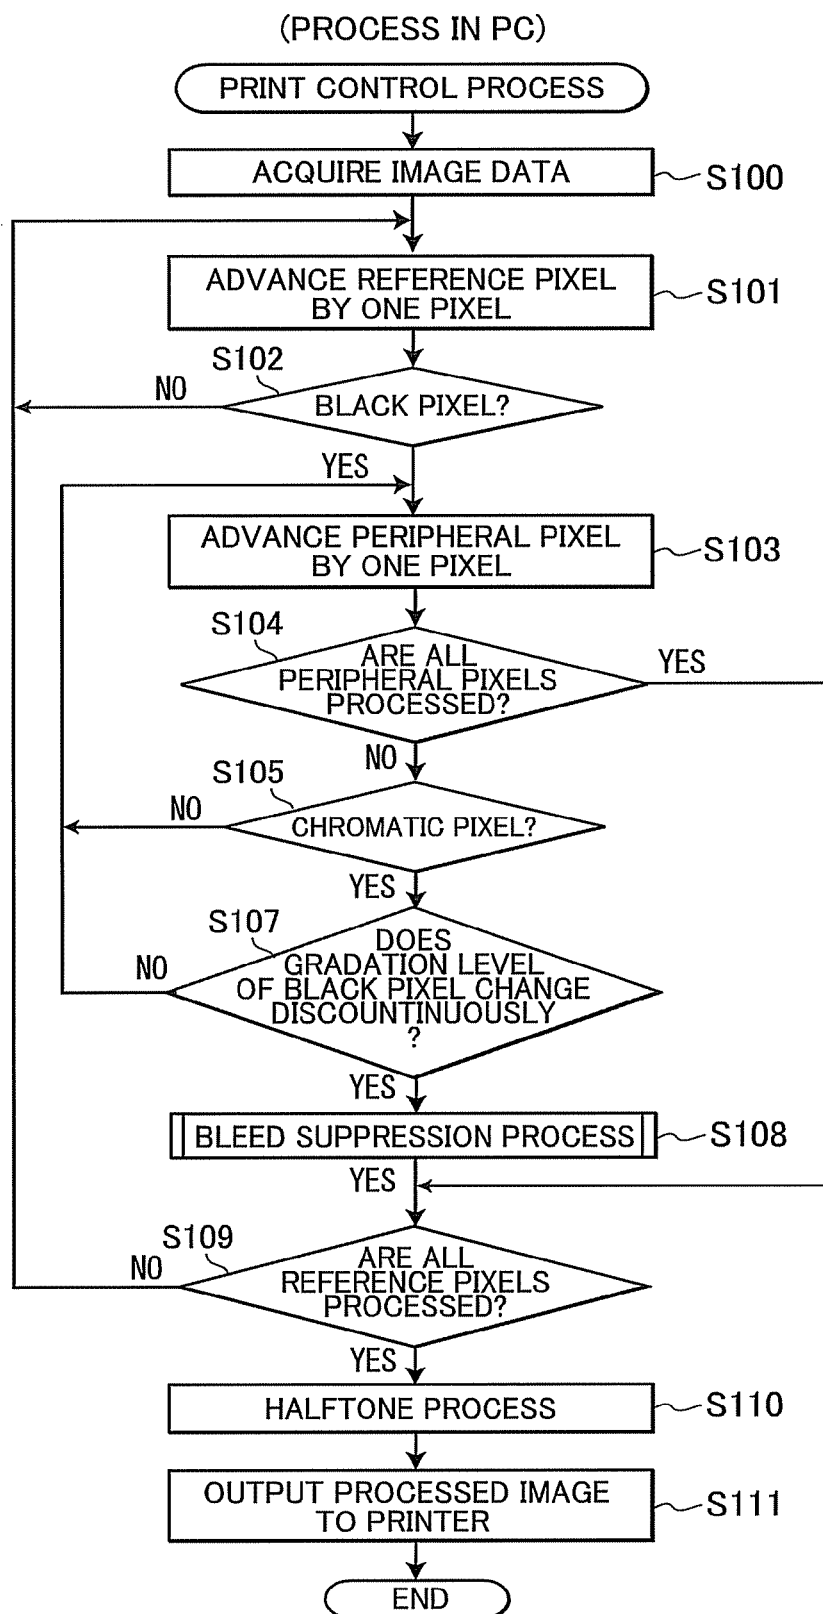 (PROCESS IN PC)
PRINT CONTROL PROCESS
ACQUIRE IMAGE DATA
S100
ADVANCE REFERENCE PIXEL
BY ONE PIXEL
S101
S102
NO
BLACK PIXEL?
YES
ADVANCE PERIPHERAL PIXEL
BY ONE PIXEL
S103
S104
ARE ALL
PERIPHERAL PIXELS
PROCESSED?
YES
NO
S105
NO
CHROMATIC PIXEL?
YES
S107
NO
DOES
GRADATION LEVEL
OF BLACK PIXEL CHANGE
DISCOUNTINUOUSLY
?
YES
BLEED SUPPRESSION PROCESS
S108
YES
S109
NO
ARE ALL
REFERENCE PIXELS
PROCESSED?
YES
HALFTONE PROCESS
S110
OUTPUT PROCESSED IMAGE
TO PRINTER
S111
END